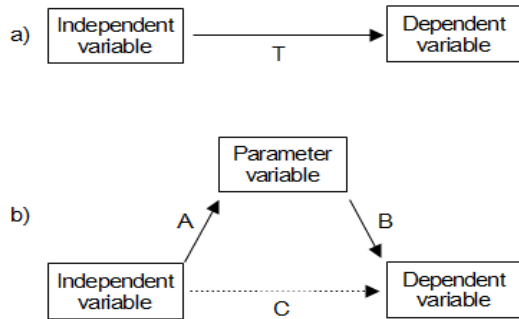 a)
Independent
variable
T
Dependent
variable
Parameter
variable
b)
A
B
Independent
variable
C
Dependent
variable